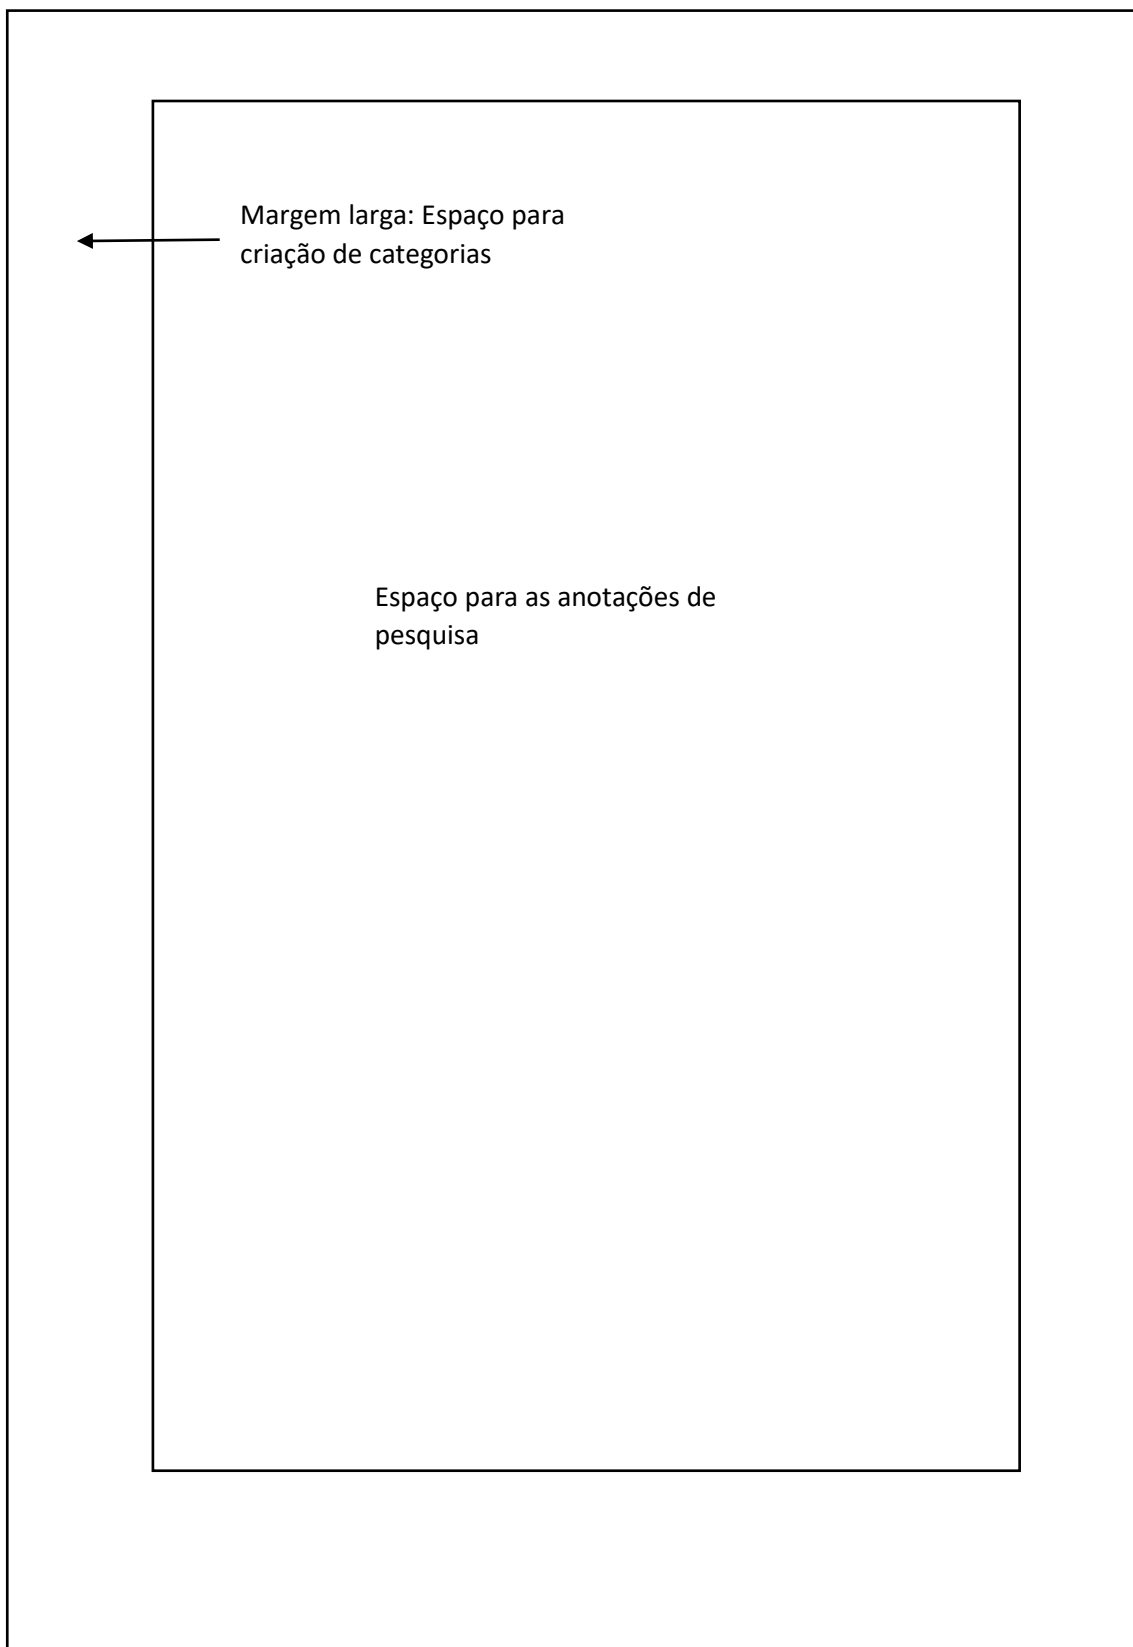 Margem larga: Espaço para
criação de categorias
Espaço para as anotações de
pesquisa